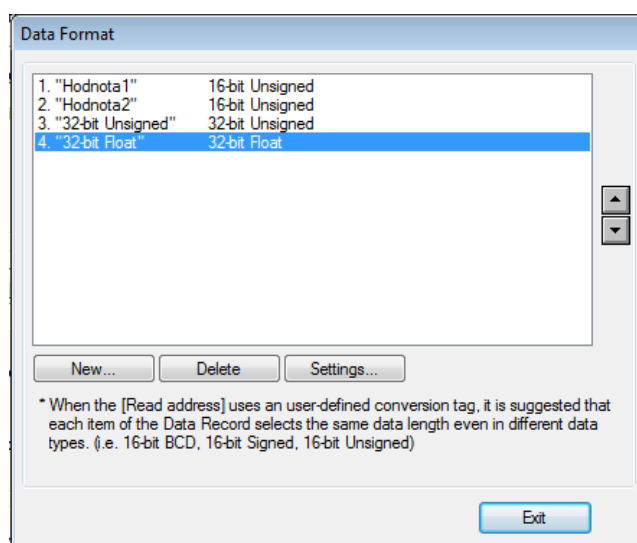 Data Format
1. "Hodnota1" 16-bit Unsigned
2. "Hodnota2" 16-bit Unsigned
3. "32-bit Unsigned" 32-bit Unsigned
4. "32-bit Float" 32-bit Float
New... Delete Settings...
* When the [Read address] uses an user-defined conversion tag, it is suggested that
each item of the Data Record selects the same data length even in different data
types. (i.e. 16-bit BCD, 16-bit Signed, 16-bit Unsigned)
Exit